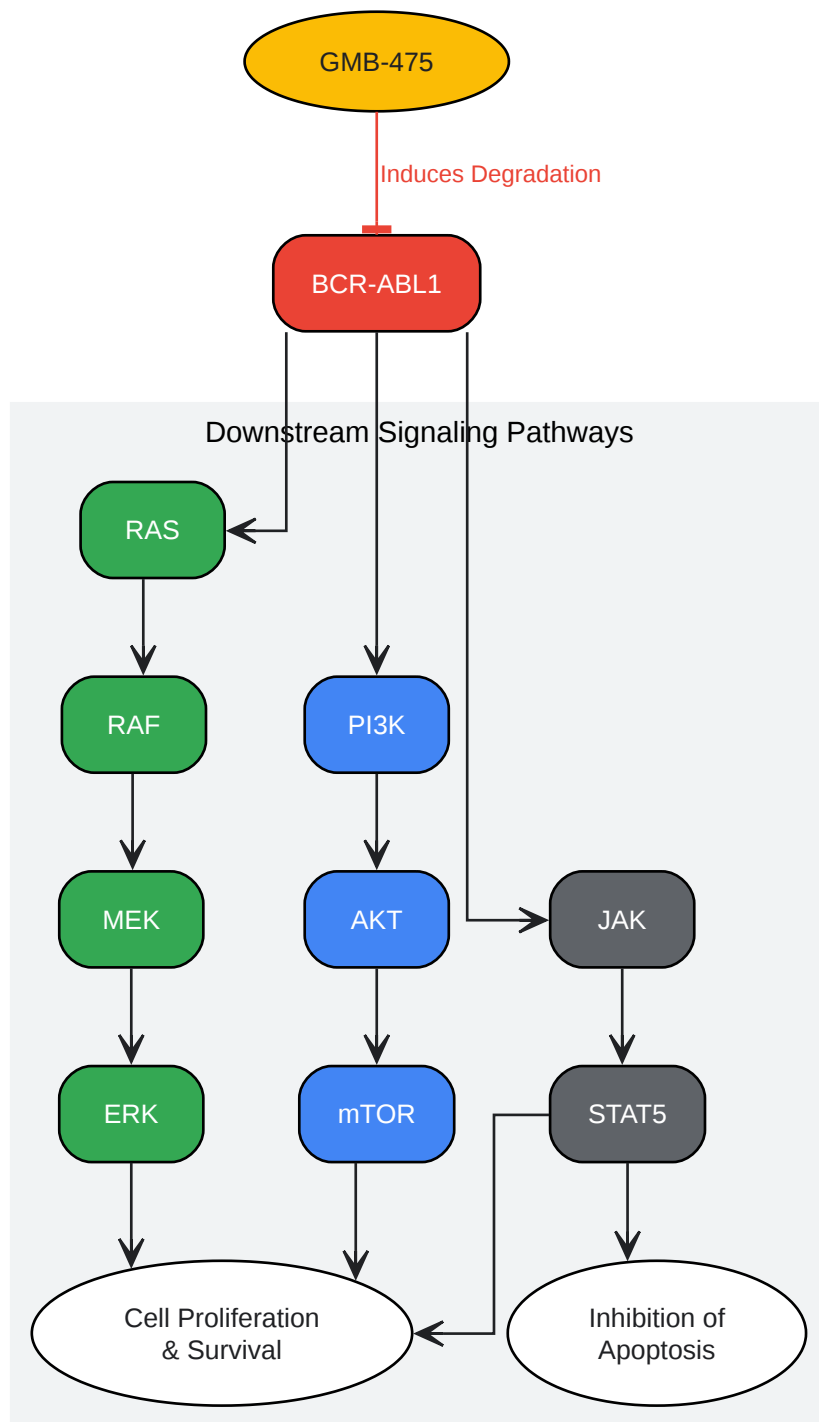 GMB-475
Induces Degradation
BCR-ABL1
Downstream Signaling Pathways
RAS
RAF
PI3K
MEK
AKT
JAK
ERK
mTOR
STAT5
Cell Proliferation
& Survival
Inhibition of
Apoptosis